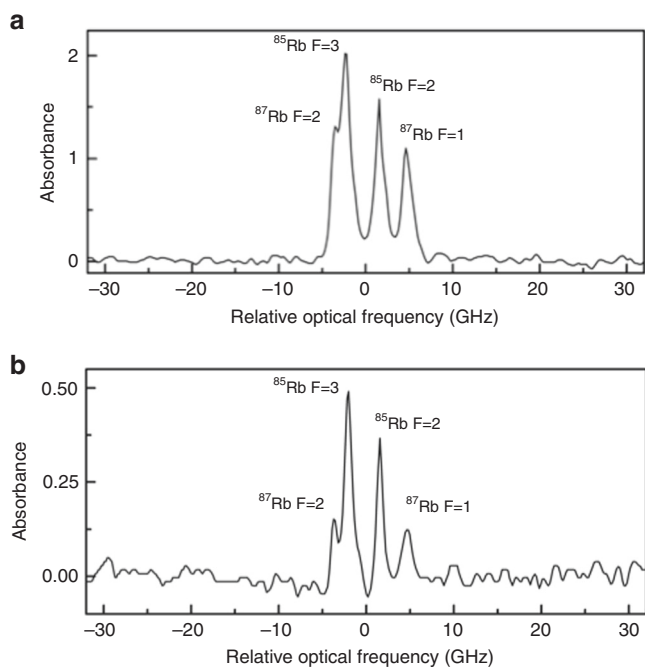 a
⁸⁵Rb F=3
⁸⁵Rb F=2
⁸⁷Rb F=2
⁸⁷Rb F=1
Absorbance
2
1
0
−30 −20 −10 0 10 20 30
Relative optical frequency (GHz)
b
⁸⁵Rb F=3
⁸⁵Rb F=2
⁸⁷Rb F=2
⁸⁷Rb F=1
Absorbance
0.50
0.25
0.00
−30 −20 −10 0 10 20 30
Relative optical frequency (GHz)